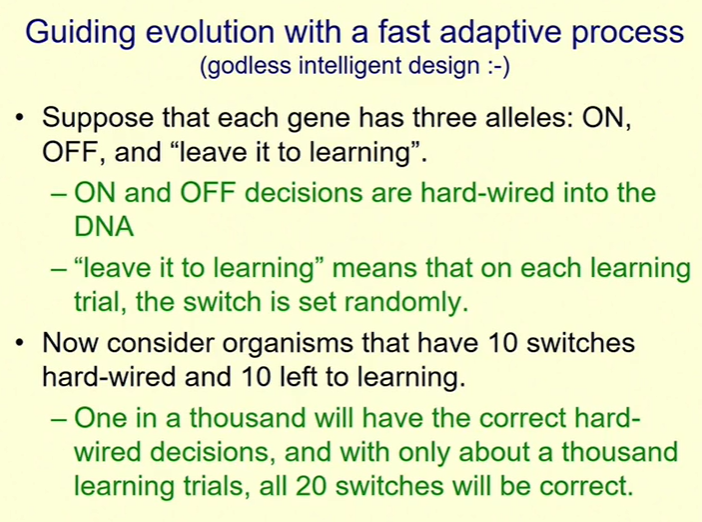 Guiding evolution with a fast adaptive process
(godless intelligent design :-)
• Suppose that each gene has three alleles: ON,
OFF, and “leave it to learning”.
– ON and OFF decisions are hard-wired into the
DNA
– “leave it to learning” means that on each learning
trial, the switch is set randomly.
• Now consider organisms that have 10 switches
hard-wired and 10 left to learning.
– One in a thousand will have the correct hard-
wired decisions, and with only about a thousand
learning trials, all 20 switches will be correct.